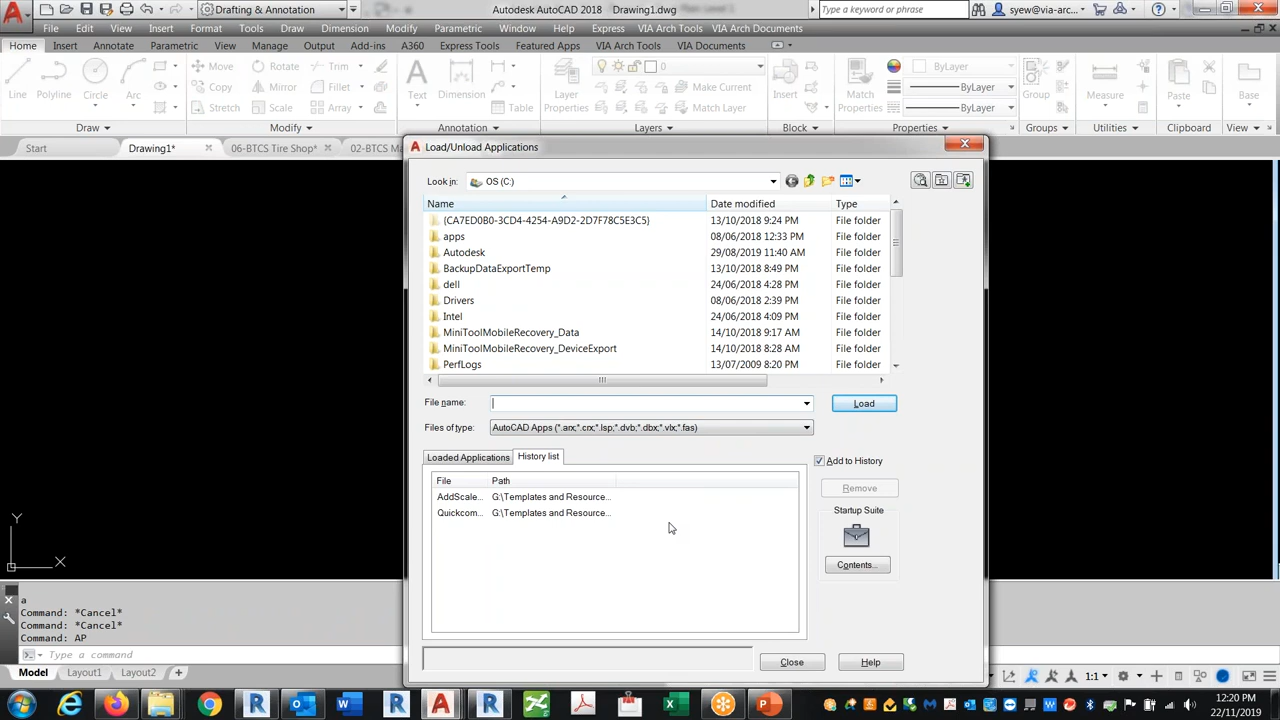 Drafting & Annotation
Autodesk AutoCAD 2018 Drawing1.dwg
Type a keyword or phrase
syew@via-arc...
File Edit View Insert Format Tools Draw Dimension Modify Parametric Window Help Express VIA Arch Tools VIA Documents
Home Insert Annotate Parametric View Manage Output Add-ins A360 Express Tools Featured Apps VIA Arch Tools VIA Documents
Line Polyline Circle Arc
Move Rotate Trim
Copy Mirror Fillet
Stretch Scale Array
Text Dimension Table
Layer Properties
0
Make Current
Match Layer
Insert
Match Properties
ByLayer
ByLayer
ByLayer
Group Measure Paste Base
Draw Modify Annotation Layers Block Properties Groups Utilities Clipboard View
Start Drawing1* 06-BTCS Tire Shop* 02-BTCS Ma
Load/Unload Applications
Look in: OS (C:)
Name Date modified Type
{CA7ED0B0-3CD4-4254-A9D2-2D7F78C5E3C5} 13/10/2018 9:24 PM File folder
apps 08/06/2018 12:33 PM File folder
Autodesk 29/08/2019 11:40 AM File folder
BackupDataExportTemp 13/10/2018 8:49 PM File folder
dell 24/06/2018 4:28 PM File folder
Drivers 08/06/2018 2:39 PM File folder
Intel 24/06/2018 4:09 PM File folder
MiniToolMobileRecovery_Data 14/10/2018 9:17 AM File folder
MiniToolMobileRecovery_DeviceExport 14/10/2018 8:28 AM File folder
PerfLogs 13/07/2009 8:20 PM File folder
File name: Load
Files of type: AutoCAD Apps (*.arx;*.crx;*.lsp;*.dvb;*.dbx;*.vlx;*.fas)
Loaded Applications History list
Add to History
File Path
AddScale... G:\Templates and Resource...
Quickcom... G:\Templates and Resource...
Remove
Startup Suite
Contents...
Close Help
Y
X
a
Command: *Cancel*
Command: *Cancel*
Command: AP
Type a command
Model Layout1 Layout2 +
1:1
12:20 PM
22/11/2019